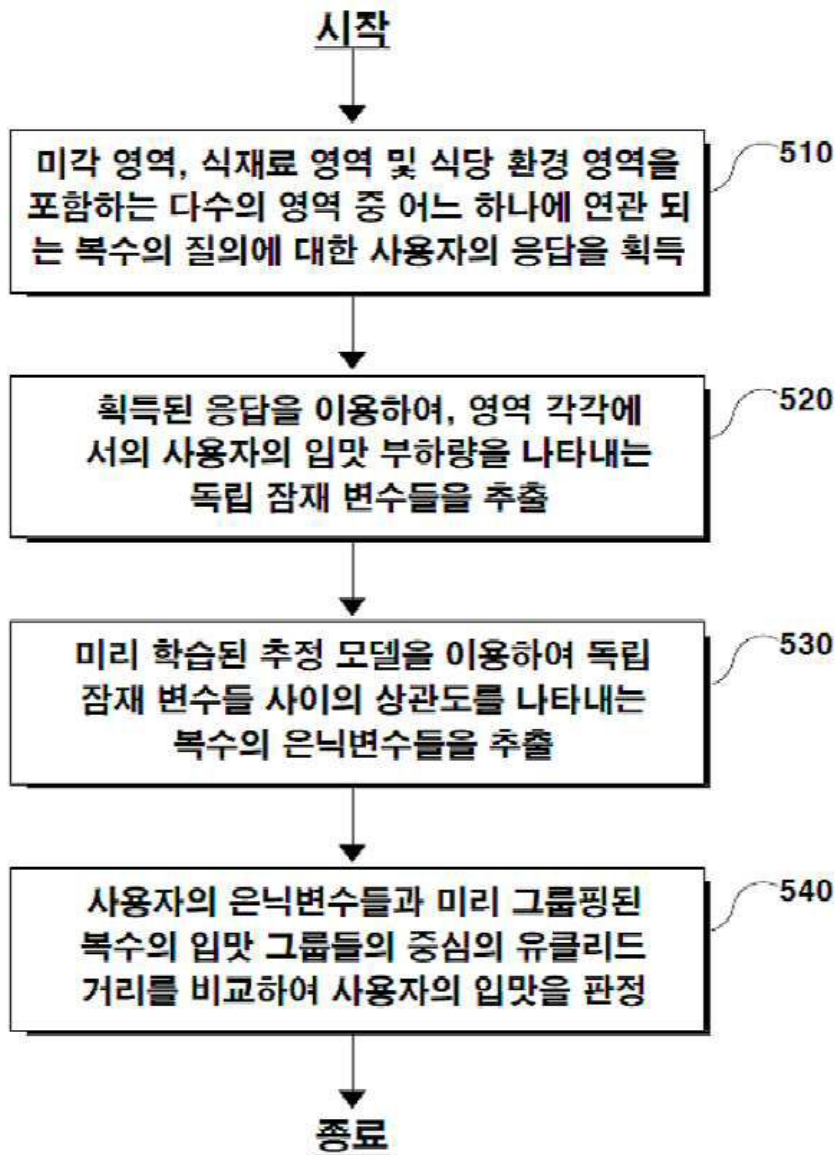 시작
미각 영역, 식재료 영역 및 식당 환경 영역을
포함하는 다수의 영역 중 어느 하나에 연관 되
는 복수의 질의에 대한 사용자의 응답을 획득
510
획득된 응답을 이용하여, 영역 각각에
서의 사용자의 입맛 부하량을 나타내는
독립 잠재 변수들을 추출
520
미리 학습된 추정 모델을 이용하여 독립
잠재 변수들 사이의 상관도를 나타내는
복수의 은닉변수들을 추출
530
사용자의 은닉변수들과 미리 그룹핑된
복수의 입맛 그룹들의 중심의 유클리드
거리를 비교하여 사용자의 입맛을 판정
540
종료